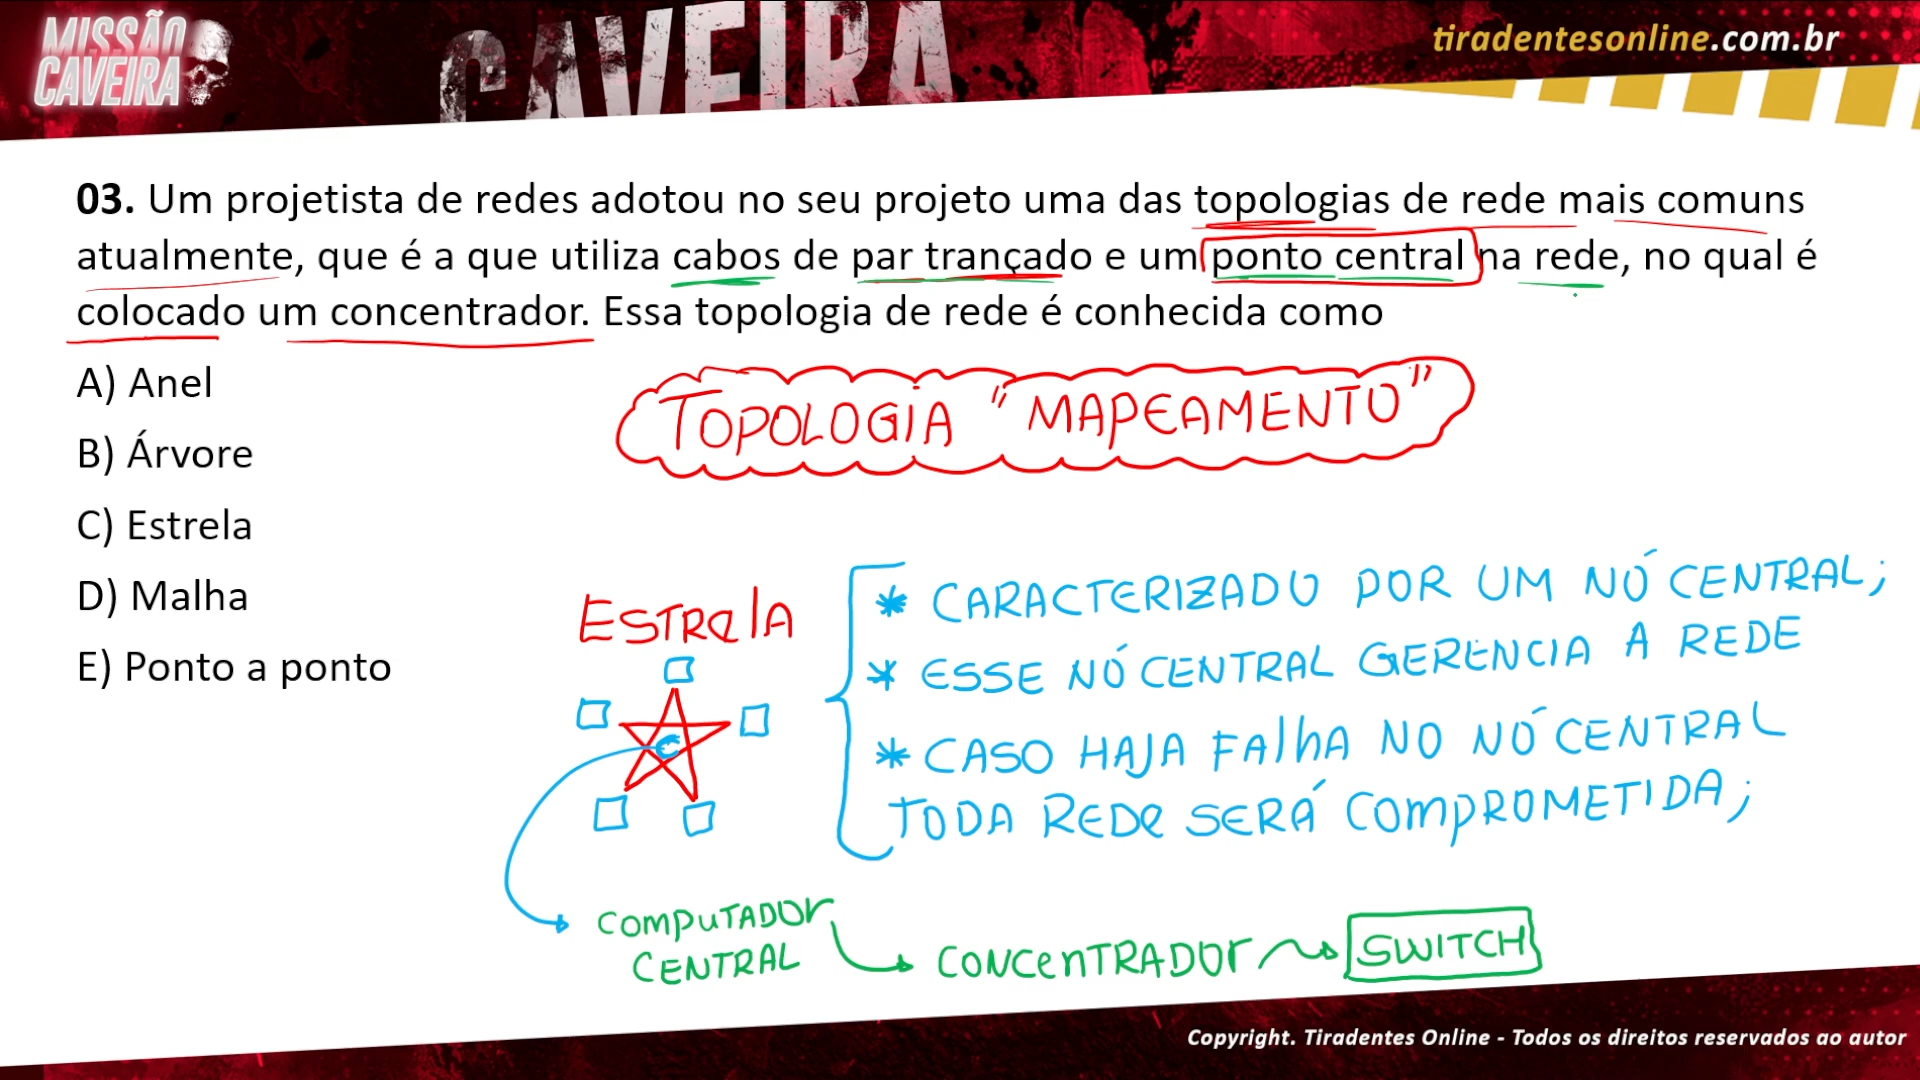 MISSÃO
CAVEIRA
CAVEIRA
tiradentesonline.com.br
03. Um projetista de redes adotou no seu projeto uma das topologias de rede mais comuns
atualmente, que é a que utiliza cabos de par trançado e um ponto central na rede, no qual é
colocado um concentrador. Essa topologia de rede é conhecida como
A) Anel
B) Árvore
C) Estrela
D) Malha
E) Ponto a ponto
TOPOLOGIA "MAPEAMENTO"
ESTRELA
* CARACTERIZADO POR UM NÓ CENTRAL;
* ESSE NÓ CENTRAL GERENCIA A REDE
* CASO HAJA FALHA NO NÓ CENTRAL
TODA REDE SERÁ COMPROMETIDA;
COMPUTADOR
CENTRAL
CONCENTRADOR
SWITCH
Copyright. Tiradentes Online - Todos os direitos reservados ao autor